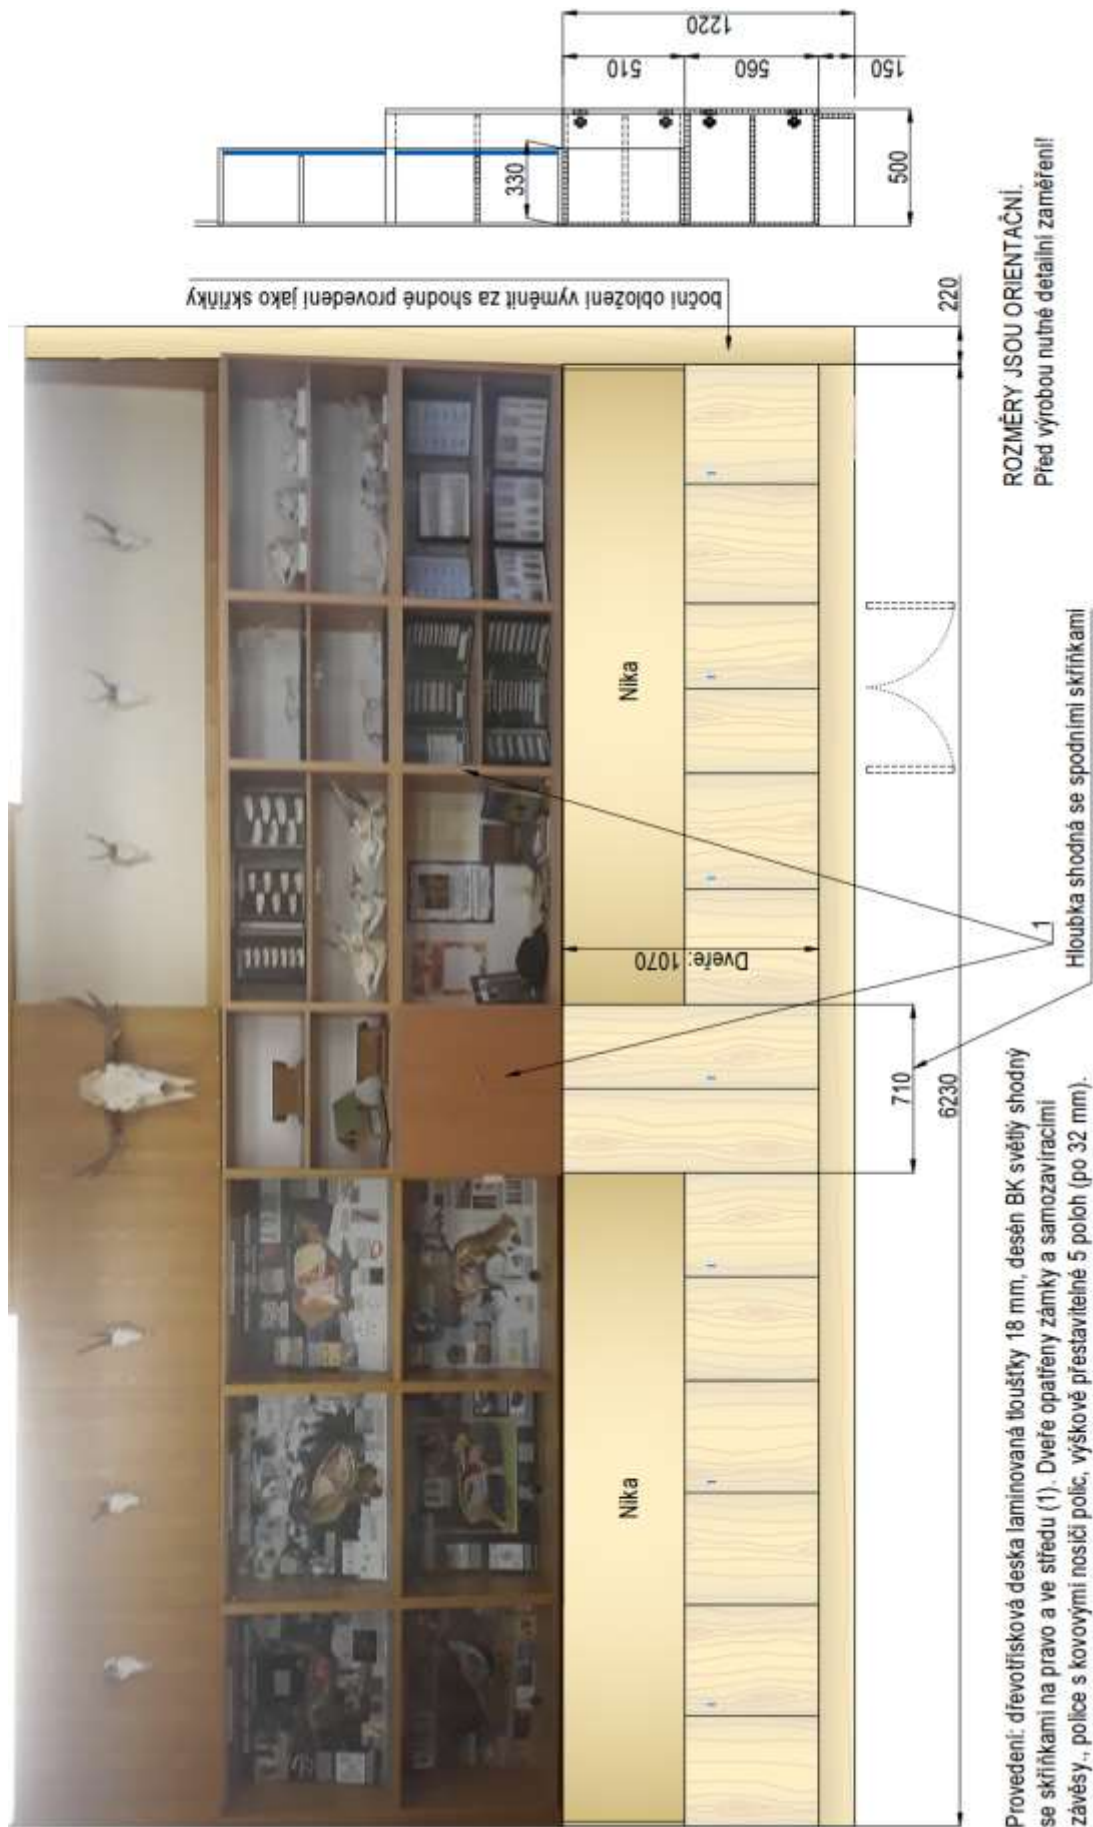 1220
510
560
150
330
500
boční obložení vyměnit za shodné provedení jako skříňky
220
Nika
Nika
Dveře: 1070
710
6230
1
Hloubka shodná se spodními skříňkami
ROZMĚRY JSOU ORIENTAČNÍ.
Před výrobou nutné detailní zaměření!
Provedení: dřevotřísková deska laminovaná tloušťky 18 mm, desén BK světlý shodný
se skříňkami na pravo a ve středu (1). Dveře opatřeny zámky a samozavíracími
závěsy., police s kovovými nosiči polic, výškově přestavitelné 5 poloh (po 32 mm).